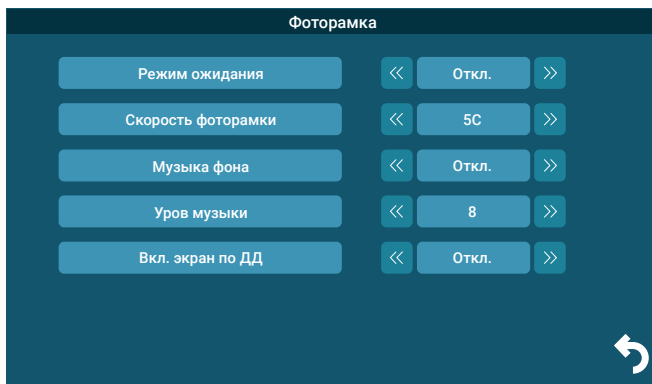 Фоторамка
Режим ожидания Откл.
Скорость фоторамки 5С
Музыка фона Откл.
Уров музыки 8
Вкл. экран по ДД Откл.